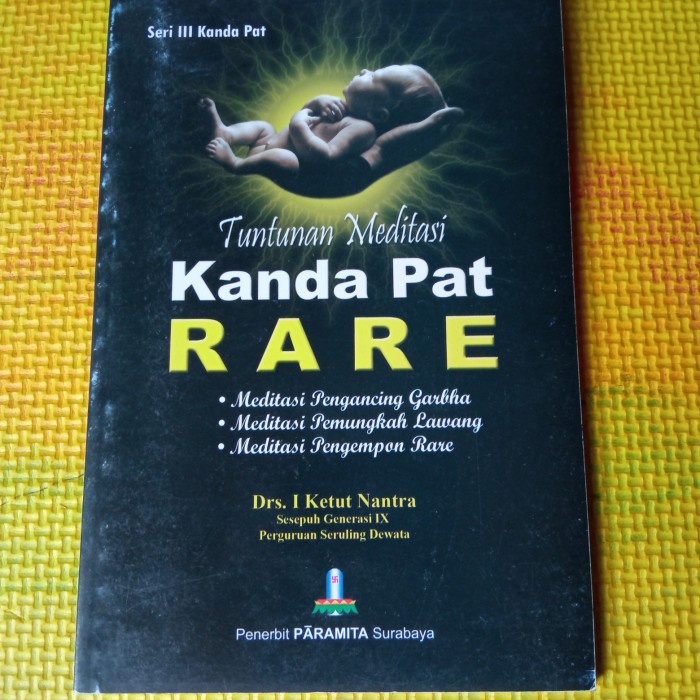 Seri III Kanda Pat
Tuntunan Meditasi
Kanda Pat
RARE
• Meditasi Pengancing Garbha
• Meditasi Pemungkah Lawang
• Meditasi Pengempon Rare
Drs. I Ketut Nantra
Sesepuh Generasi IX
Perguruan Seruling Dewata
卐
Penerbit PĀRAMITA Surabaya